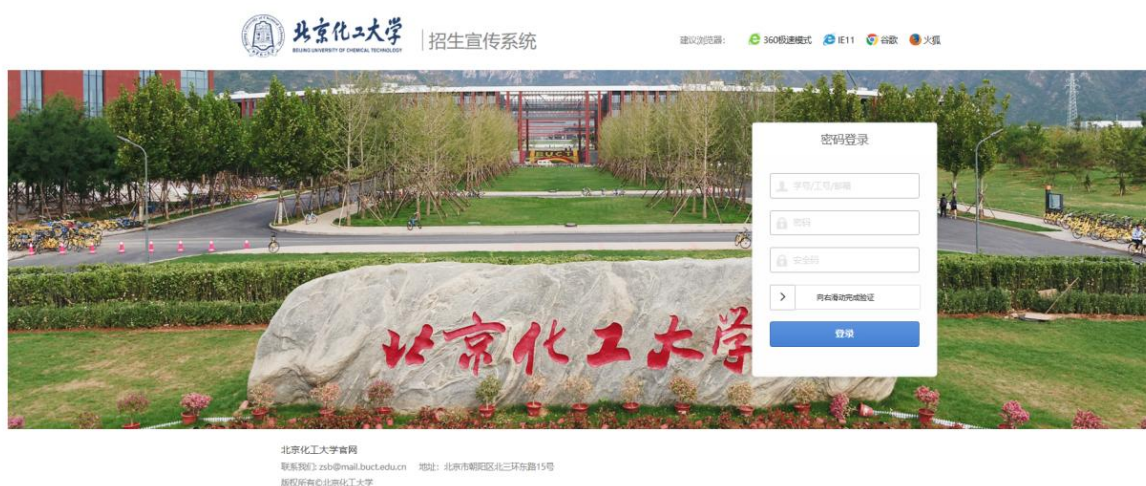 北京化工大学
BEIJING UNIVERSITY OF CHEMICAL TECHNOLOGY
招生宣传系统
建议浏览器： 360极速模式 IE11 谷歌 火狐
BUCT
密码登录
学号/工号/邮箱
密码
安全码
向右滑动完成验证
登录
北京化工大学
北京化工大学官网
联系我们: zsb@mail.buct.edu.cn 地址：北京市朝阳区北三环东路15号
版权所有©北京化工大学